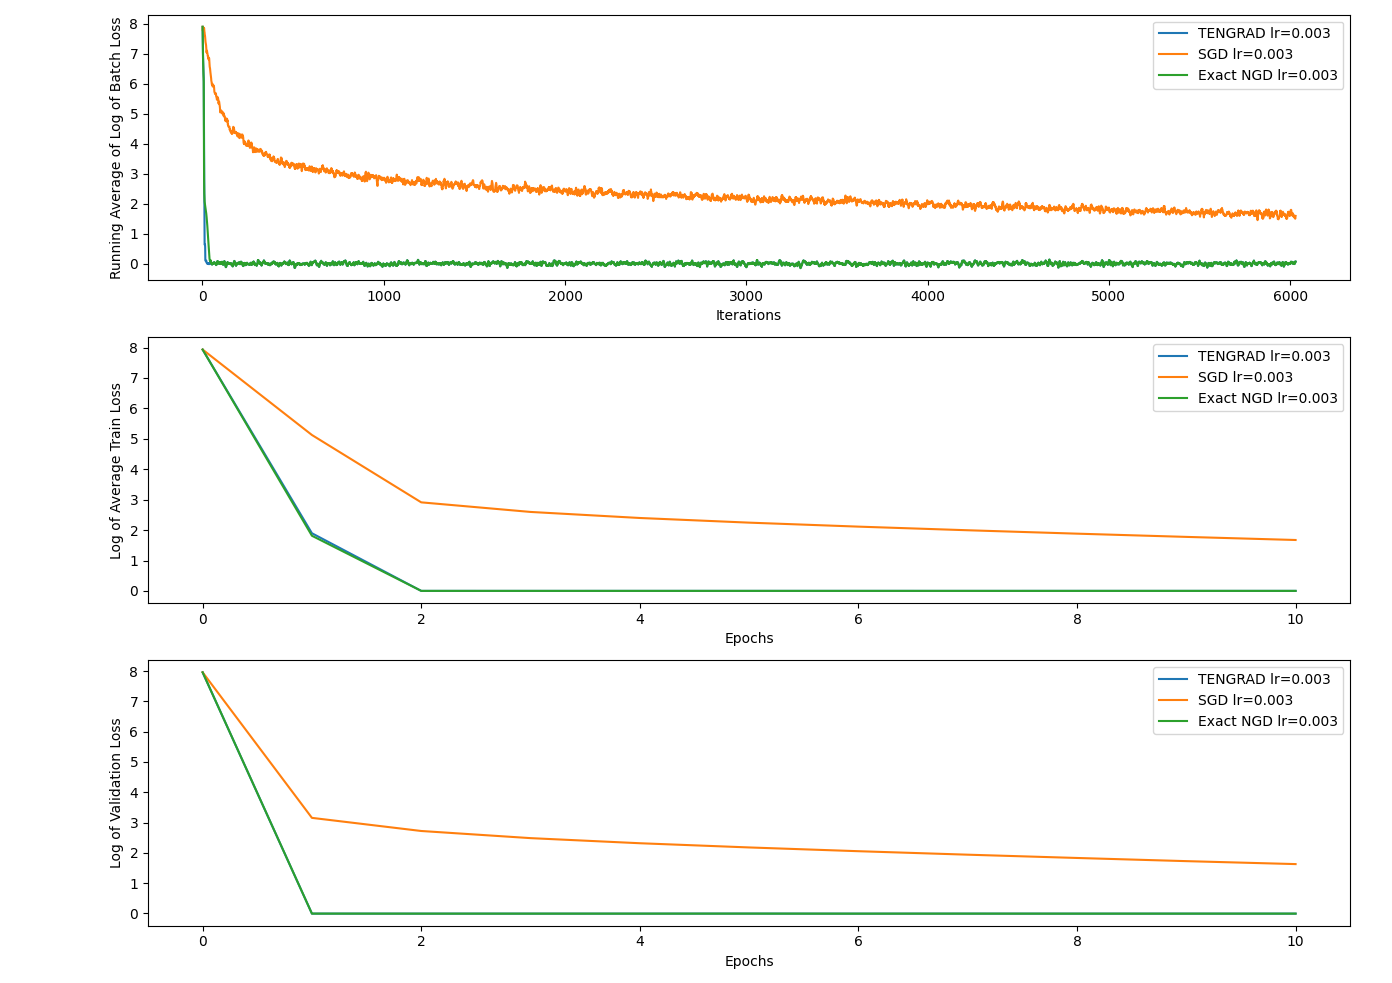 Running Average of Log of Batch Loss
8
7
6
5
4
3
2
1
0
TENGRAD lr=0.003
SGD lr=0.003
Exact NGD lr=0.003
0 1000 2000 3000 4000 5000 6000
Iterations
Log of Average Train Loss
8
7
6
5
4
3
2
1
0
TENGRAD lr=0.003
SGD lr=0.003
Exact NGD lr=0.003
0 2 4 6 8 10
Epochs
Log of Validation Loss
8
7
6
5
4
3
2
1
0
TENGRAD lr=0.003
SGD lr=0.003
Exact NGD lr=0.003
0 2 4 6 8 10
Epochs